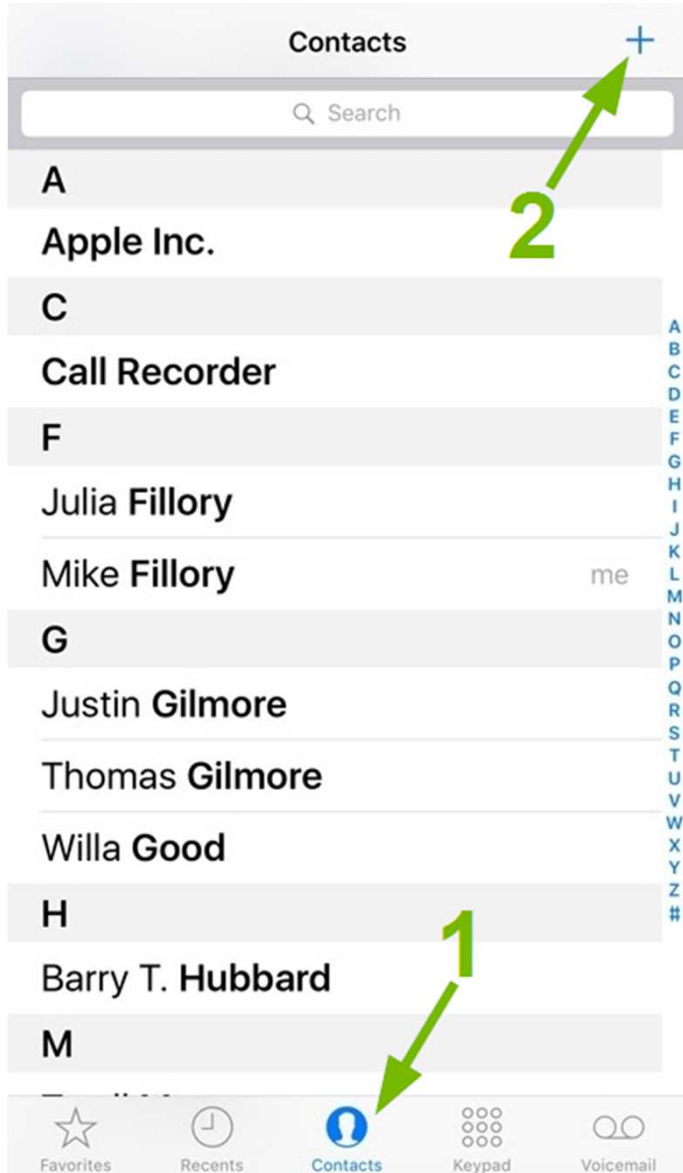 Contacts
Search
2
A
Apple Inc.
C
Call Recorder
F
Julia Fillory
Mike Fillory me
G
Justin Gilmore
Thomas Gilmore
Willa Good
H
1
Barry T. Hubbard
M
A
B
C
D
E
F
G
H
I
J
K
L
M
N
O
P
Q
R
S
T
U
V
W
X
Y
Z
#
Favorites Recents Contacts Keypad Voicemail